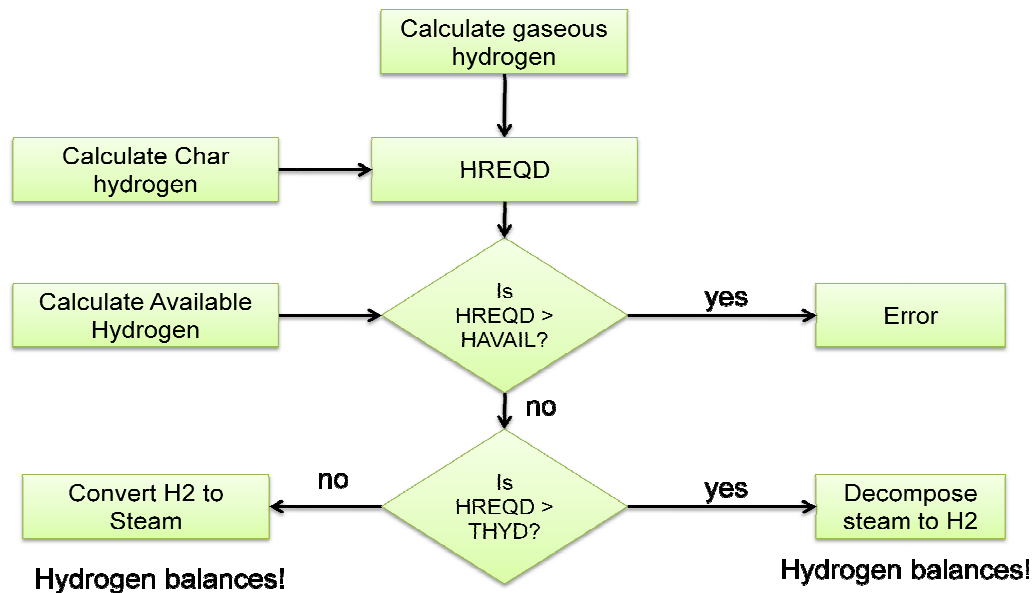 Calculate gaseous
hydrogen
Calculate Char
hydrogen
HREQD
Calculate Available
Hydrogen
Is
HREQD >
HAVAIL?
yes
Error
no
Convert H2 to
Steam
no
Is
HREQD >
THYD?
yes
Decompose
steam to H2
Hydrogen balances!
Hydrogen balances!